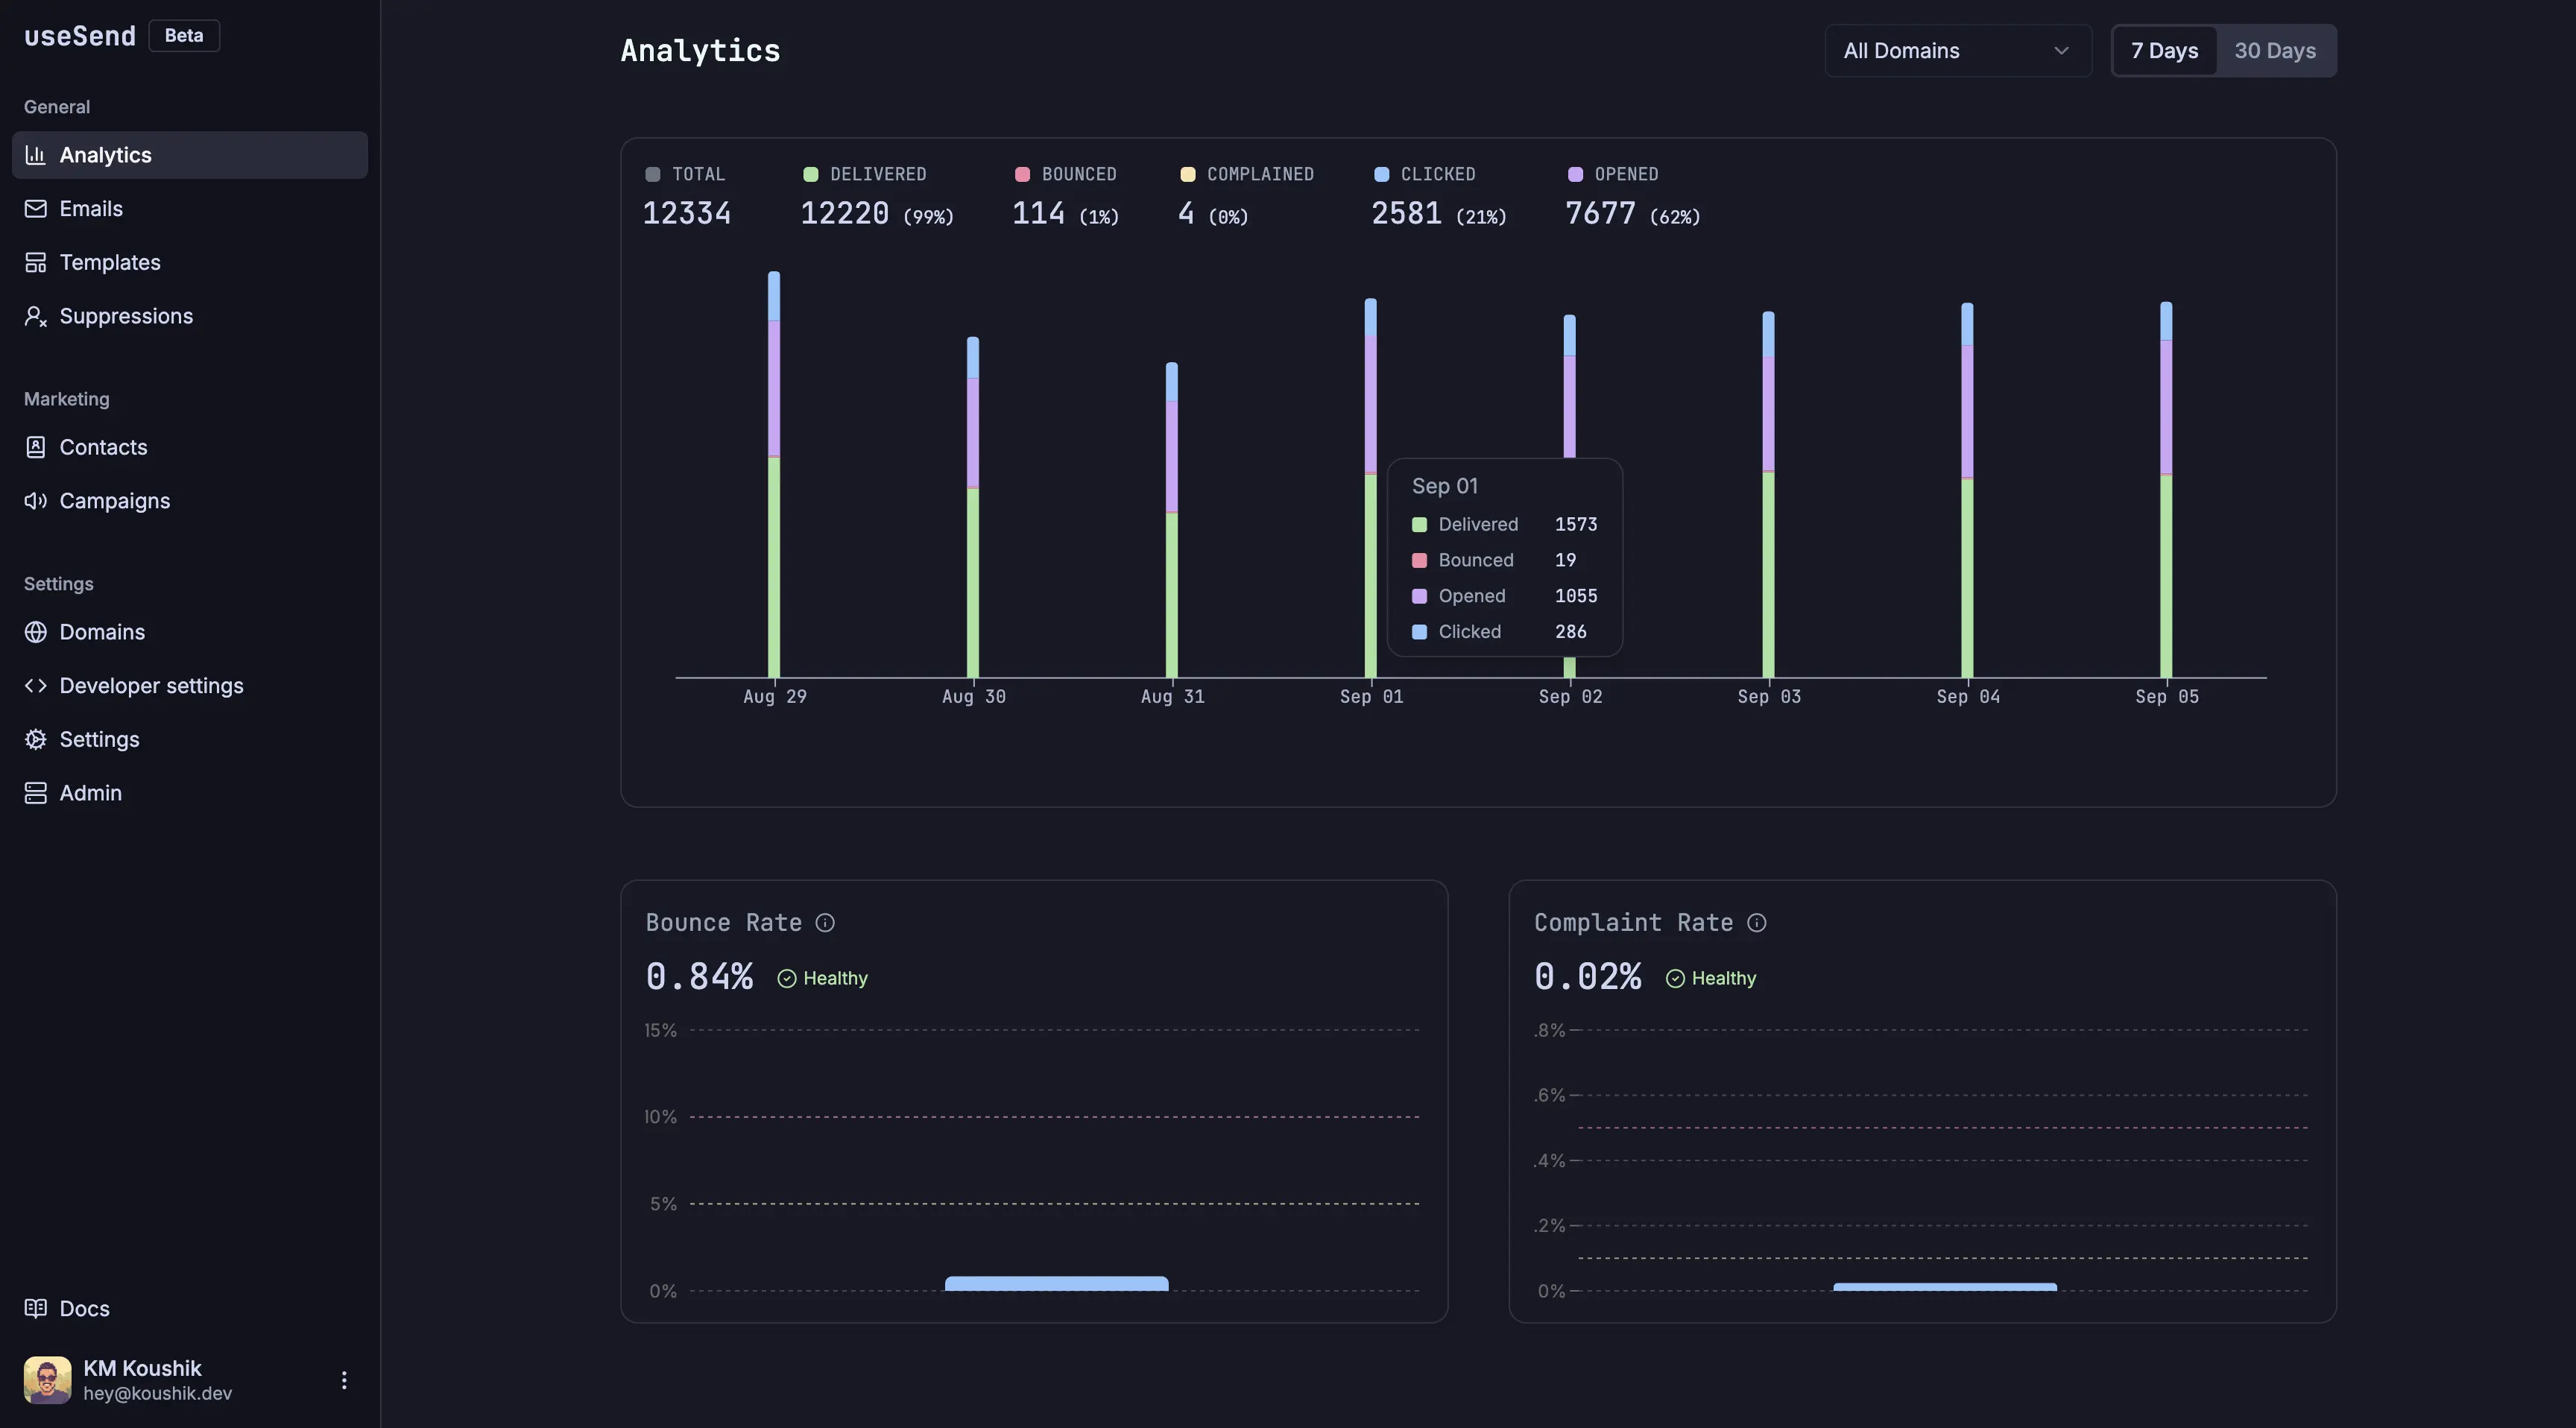 useSend Beta
General
Analytics
Emails
Templates
Suppressions
Marketing
Contacts
Campaigns
Settings
Domains
Developer settings
Settings
Admin
Docs
KM Koushik
hey@koushik.dev
Analytics
All Domains
7 Days 30 Days
TOTAL DELIVERED BOUNCED COMPLAINED CLICKED OPENED
12334 12220 (99%) 114 (1%) 4 (0%) 2581 (21%) 7677 (62%)
Sep 01
Delivered 1573
Bounced 19
Opened 1055
Clicked 286
Aug 29 Aug 30 Aug 31 Sep 01 Sep 02 Sep 03 Sep 04 Sep 05
Bounce Rate
0.84% Healthy
15%
10%
5%
0%
Complaint Rate
0.02% Healthy
.8%
.6%
.4%
.2%
0%